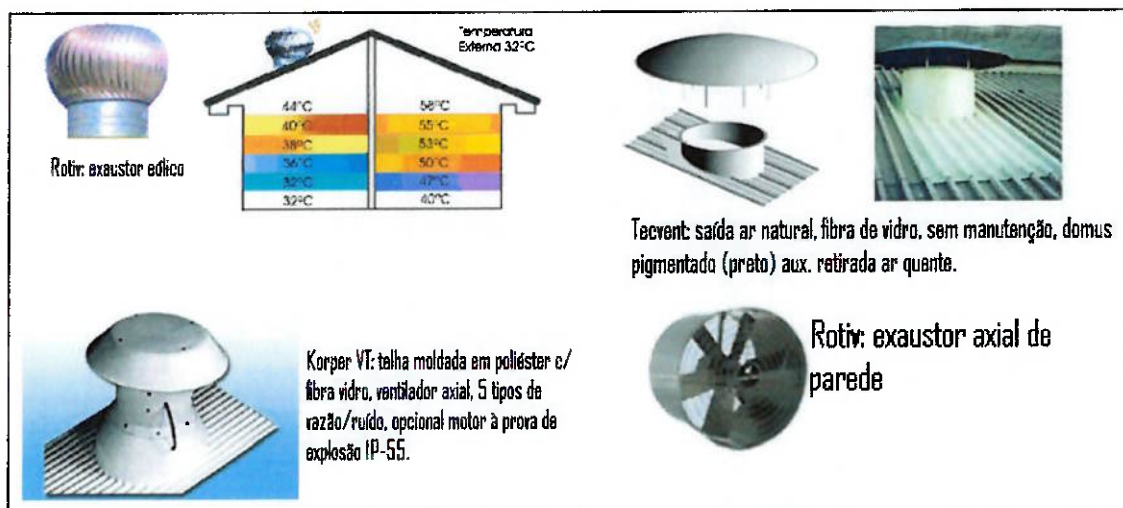 Temperatura
Externa 32°C
44°C
58°C
40°C
55°C
38°C
53°C
36°C
50°C
32°C
47°C
32°C
40°C
Rotiv: exaustor eólico
Tecvent: saída ar natural, fibra de vidro, sem manutenção, domus
pigmentado (preto) aux. retirada ar quente.
Korper VT: telha moldada em poliéster c/
fibra vidro, ventilador axial, 5 tipos de
vazão/ruído, opcional motor à prova de
explosão IP-55.
Rotiv: exaustor axial de
parede